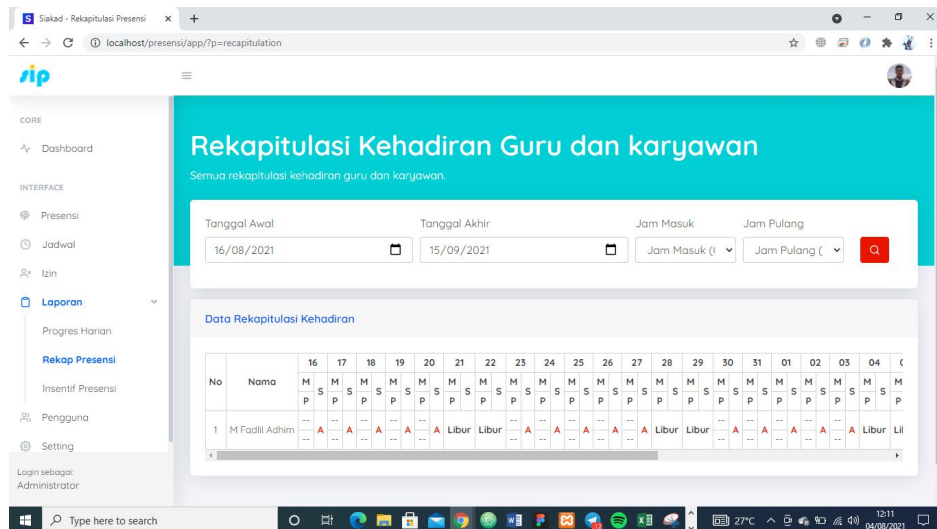 S Siakad - Rekapitulasi Presensi
localhost/presensi/app/?p=recapitulation
sip
CORE
Dashboard
INTERFACE
Presensi
Jadwal
Izin
Laporan
Progres Harian
Rekap Presensi
Insentif Presensi
Pengguna
Setting
Login sebagai:
Administrator
Rekapitulasi Kehadiran Guru dan karyawan
Semua rekapitulasi kehadiran guru dan karyawan.
Tanggal Awal Tanggal Akhir Jam Masuk Jam Pulang
16/08/2021 15/09/2021 Jam Masuk (( Jam Pulang (
Data Rekapitulasi Kehadiran
No Nama 16 17 18 19 20 21 22 23 24 25 26 27 28 29 30 31 01 02 03 04
M S M S M S M S M S M S M S M S M S M S M S M S M S M S M S M S M S M S M S M S M
P P P P P P P P P P P P P P P P P P P P P
1 M Fadlil Adhim -- A -- A -- A -- A -- A Libur Libur -- A -- A -- A -- A -- A Libur Libur -- A -- A -- A -- A -- A Libur Li
-- -- -- -- -- -- -- -- -- -- -- -- -- -- --
Type here to search
27°C
12:11
04/08/2021